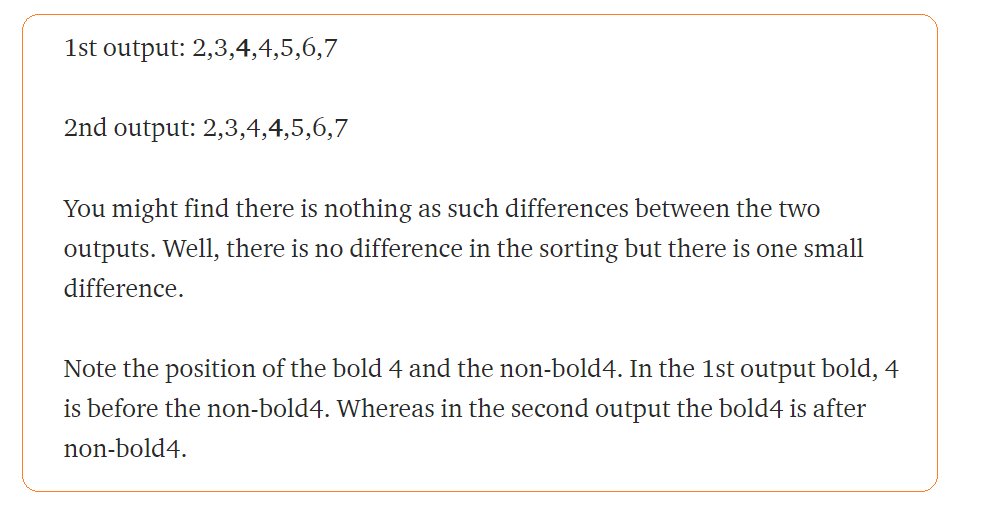 1st output: 2,3,4,4,5,6,7
2nd output: 2,3,4,4,5,6,7
You might find there is nothing as such differences between the two
outputs. Well, there is no difference in the sorting but there is one small
difference.
Note the position of the bold 4 and the non-bold4. In the 1st output bold, 4
is before the non-bold4. Whereas in the second output the bold4 is after
non-bold4.